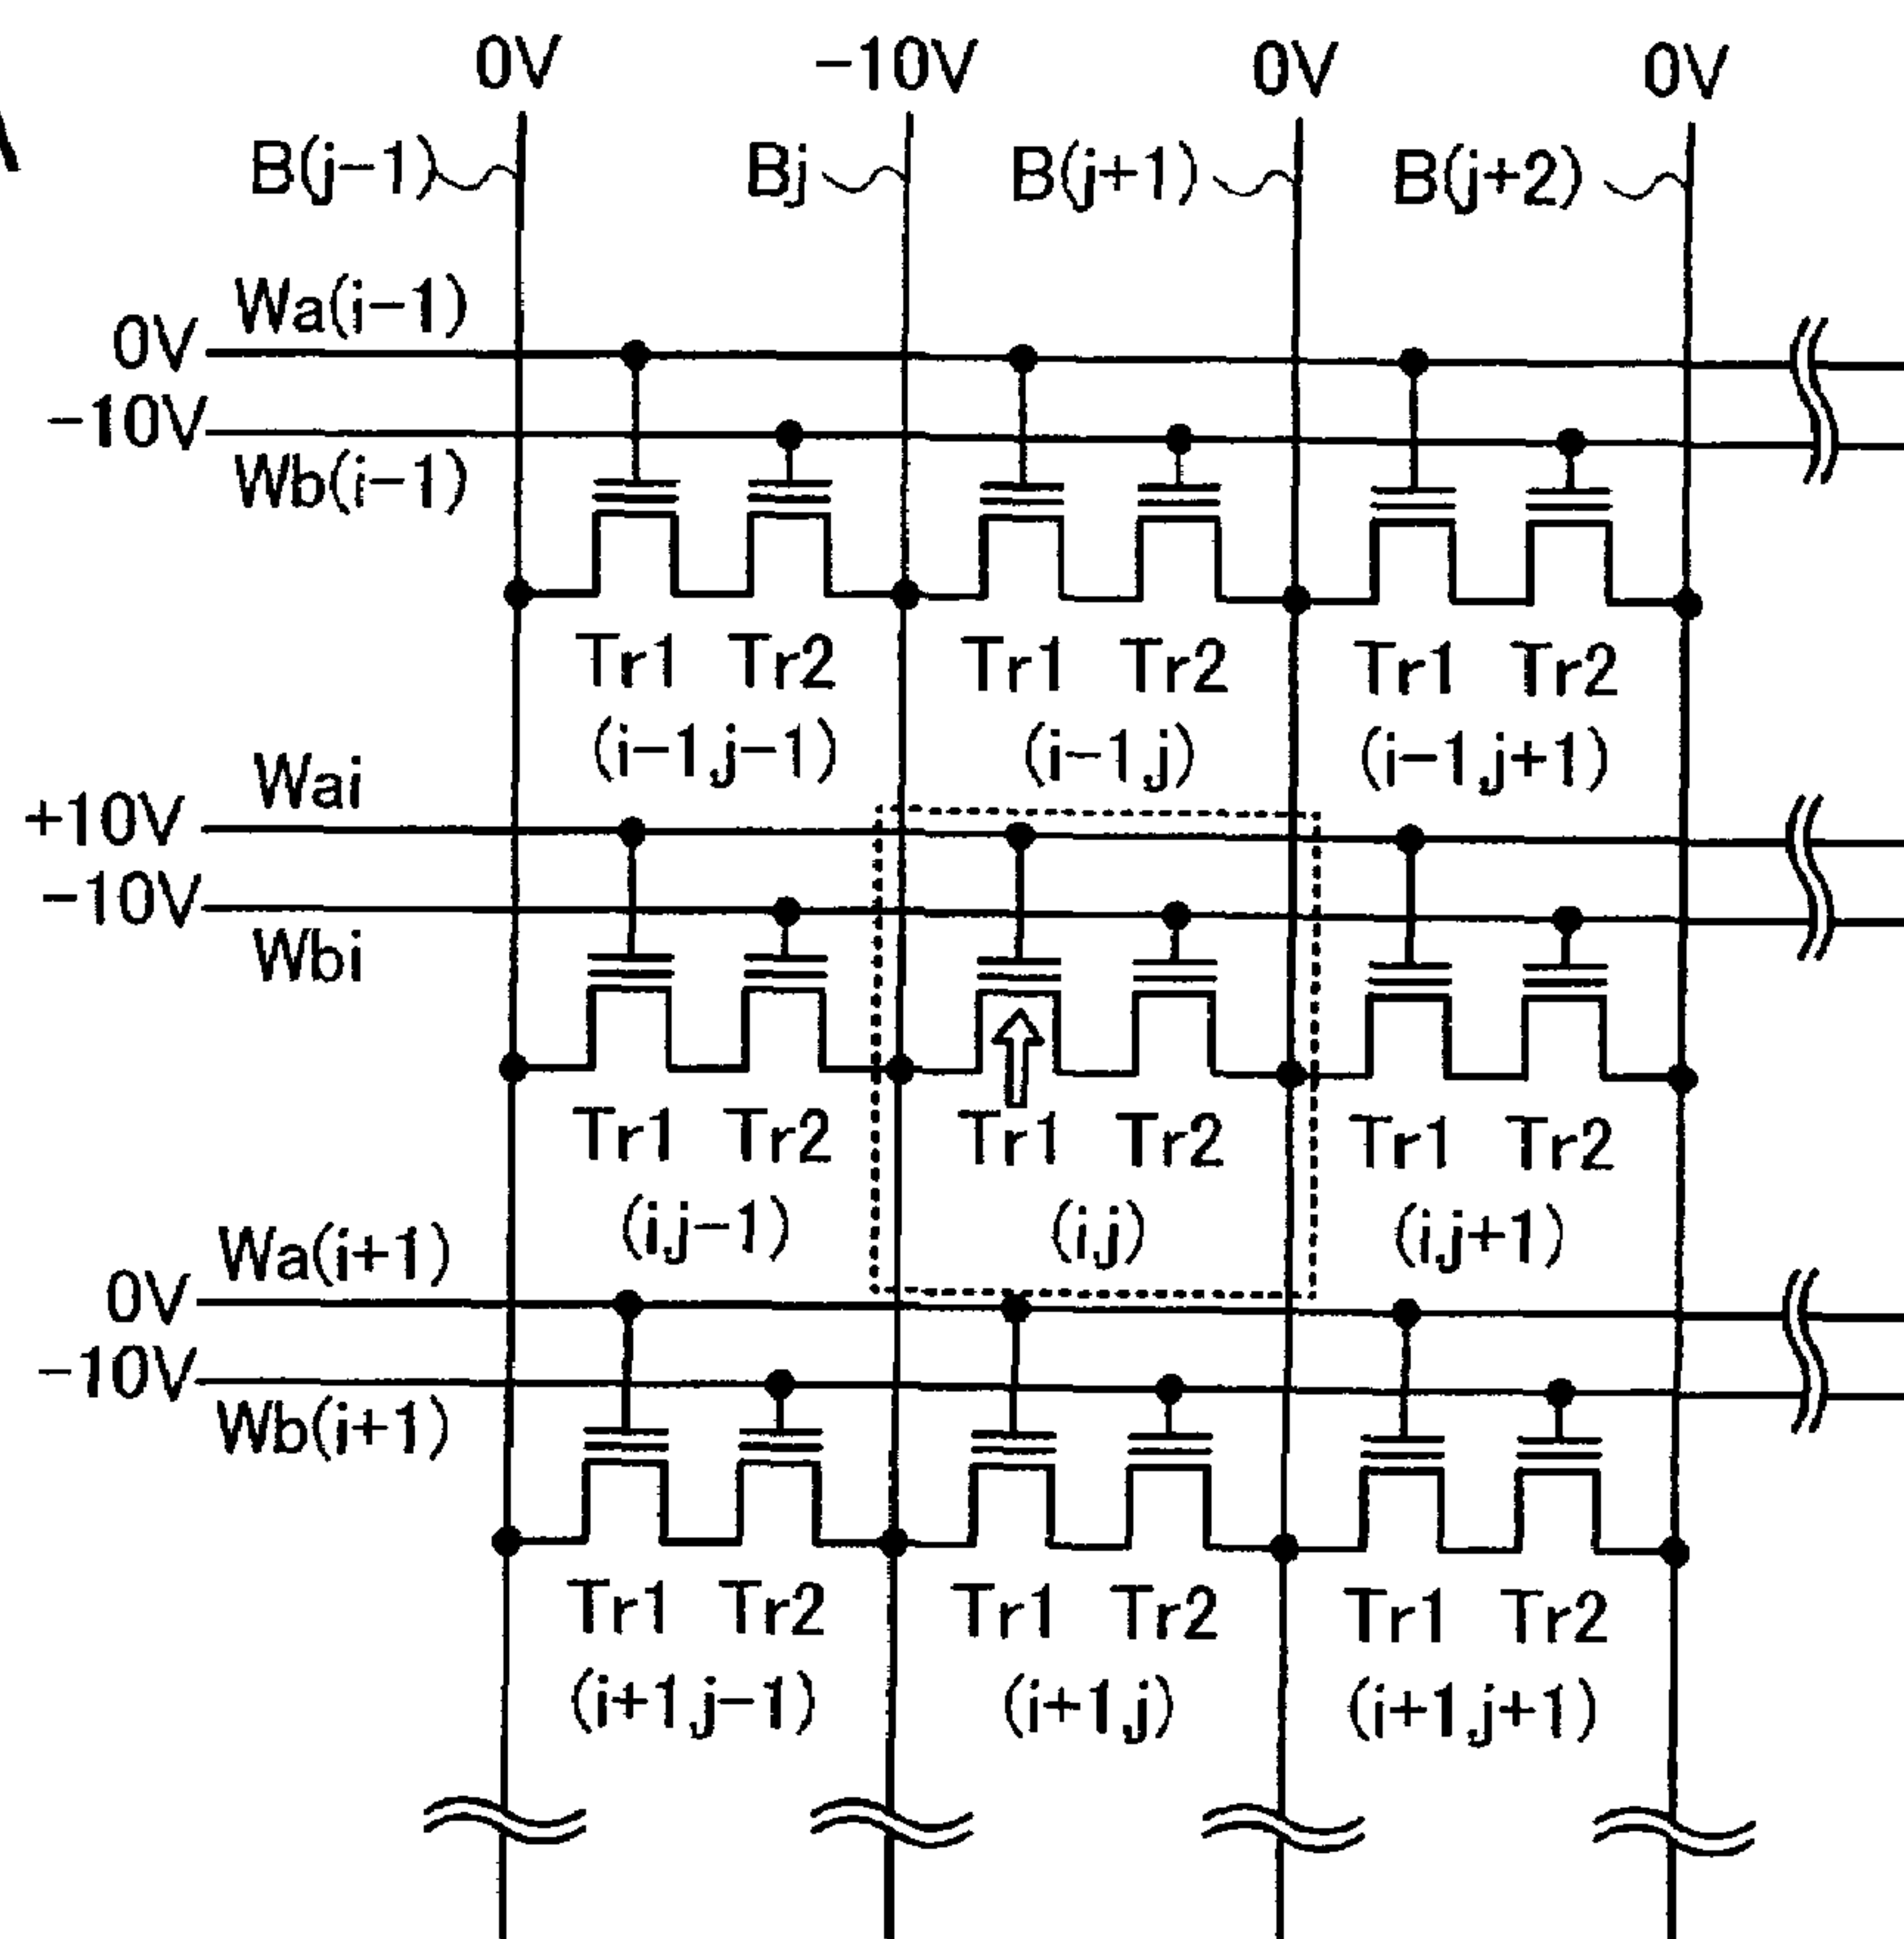 0V -10V 0V 0V
B(j-1) Bj B(j+1) B(j+2)
Wa(i-1)
0V
-10V
Wb(i-1)
Tr1 Tr2 Tr1 Tr2 Tr1 Tr2
(i-1,j-1) (i-1,j) (i-1,j+1)
Wai
+10V
-10V
Wbi
Tr1 Tr2 Tr1 Tr2 Tr1 Tr2
(i,j-1) (i,j) (i,j+1)
Wa(i+1)
0V
-10V
Wb(i+1)
Tr1 Tr2 Tr1 Tr2 Tr1 Tr2
(i+1,j-1) (i+1,j) (i+1,j+1)